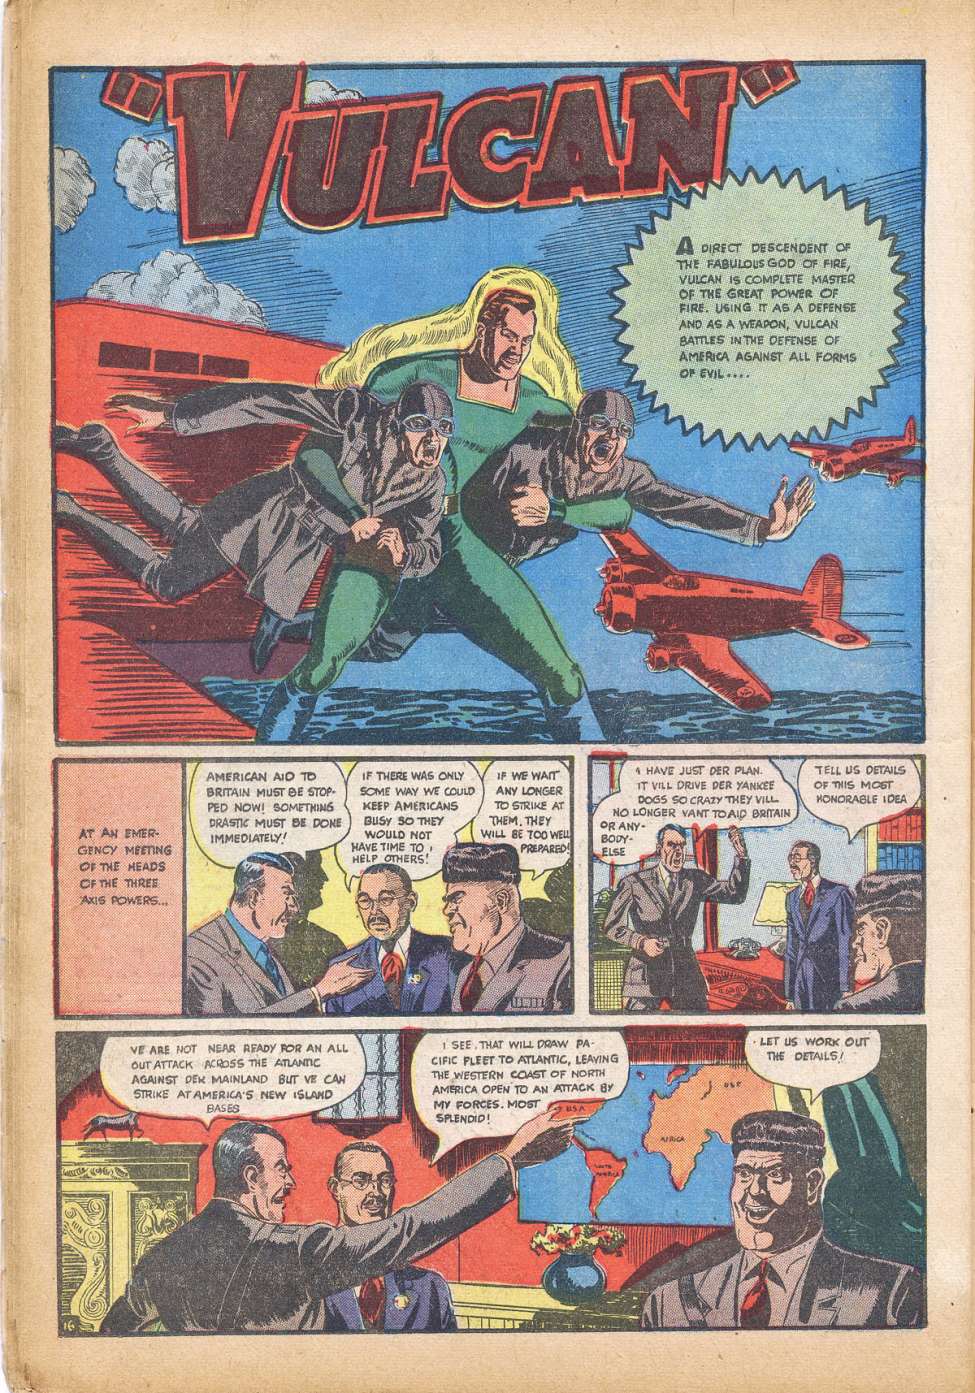 "VULCAN"
A DIRECT DESCENDENT OF
THE FABULOUS GOD OF FIRE,
VULCAN IS COMPLETE MASTER
OF THE GREAT POWER OF
FIRE. USING IT AS A DEFENSE
AND AS A WEAPON, VULCAN
BATTLES IN THE DEFENSE OF
AMERICA AGAINST ALL FORMS
OF EVIL....
AT AN EMER-
GENCY MEETING
OF THE HEADS
OF THE THREE
AXIS POWERS...
AMERICAN AID TO
BRITAIN MUST BE STOP-
PED NOW! SOMETHING
DRASTIC MUST BE DONE
IMMEDIATELY!
IF THERE WAS ONLY
SOME WAY WE COULD
KEEP AMERICANS
BUSY SO THEY
WOULD NOT
HAVE TIME TO
HELP OTHERS!
IF WE WAIT
ANY LONGER
TO STRIKE AT
THEM. THEY
WILL BE TOO WELL
PREPARED!
I HAVE JUST DER PLAN.
IT VILL DRIVE DER YANKEE
DOGS SO CRAZY THEY VILL
NO LONGER VANT TO AID BRITAIN
OR ANY-
BODY-
ELSE
TELL US DETAILS
OF THIS MOST
HONORABLE IDEA
VE ARE NOT NEAR READY FOR AN ALL
OUT ATTACK ACROSS THE ATLANTIC
AGAINST DER MAINLAND BUT VE CAN
STRIKE AT AMERICA'S NEW ISLAND
BASES
I SEE. THAT WILL DRAW PA-
CIFIC FLEET TO ATLANTIC, LEAVING
THE WESTERN COAST OF NORTH
AMERICA OPEN TO AN ATTACK BY
MY FORCES. MOST
SPLENDID!
LET US WORK OUT
THE DETAILS!
USA
AFRICA
SOUTH
AMERICA
16